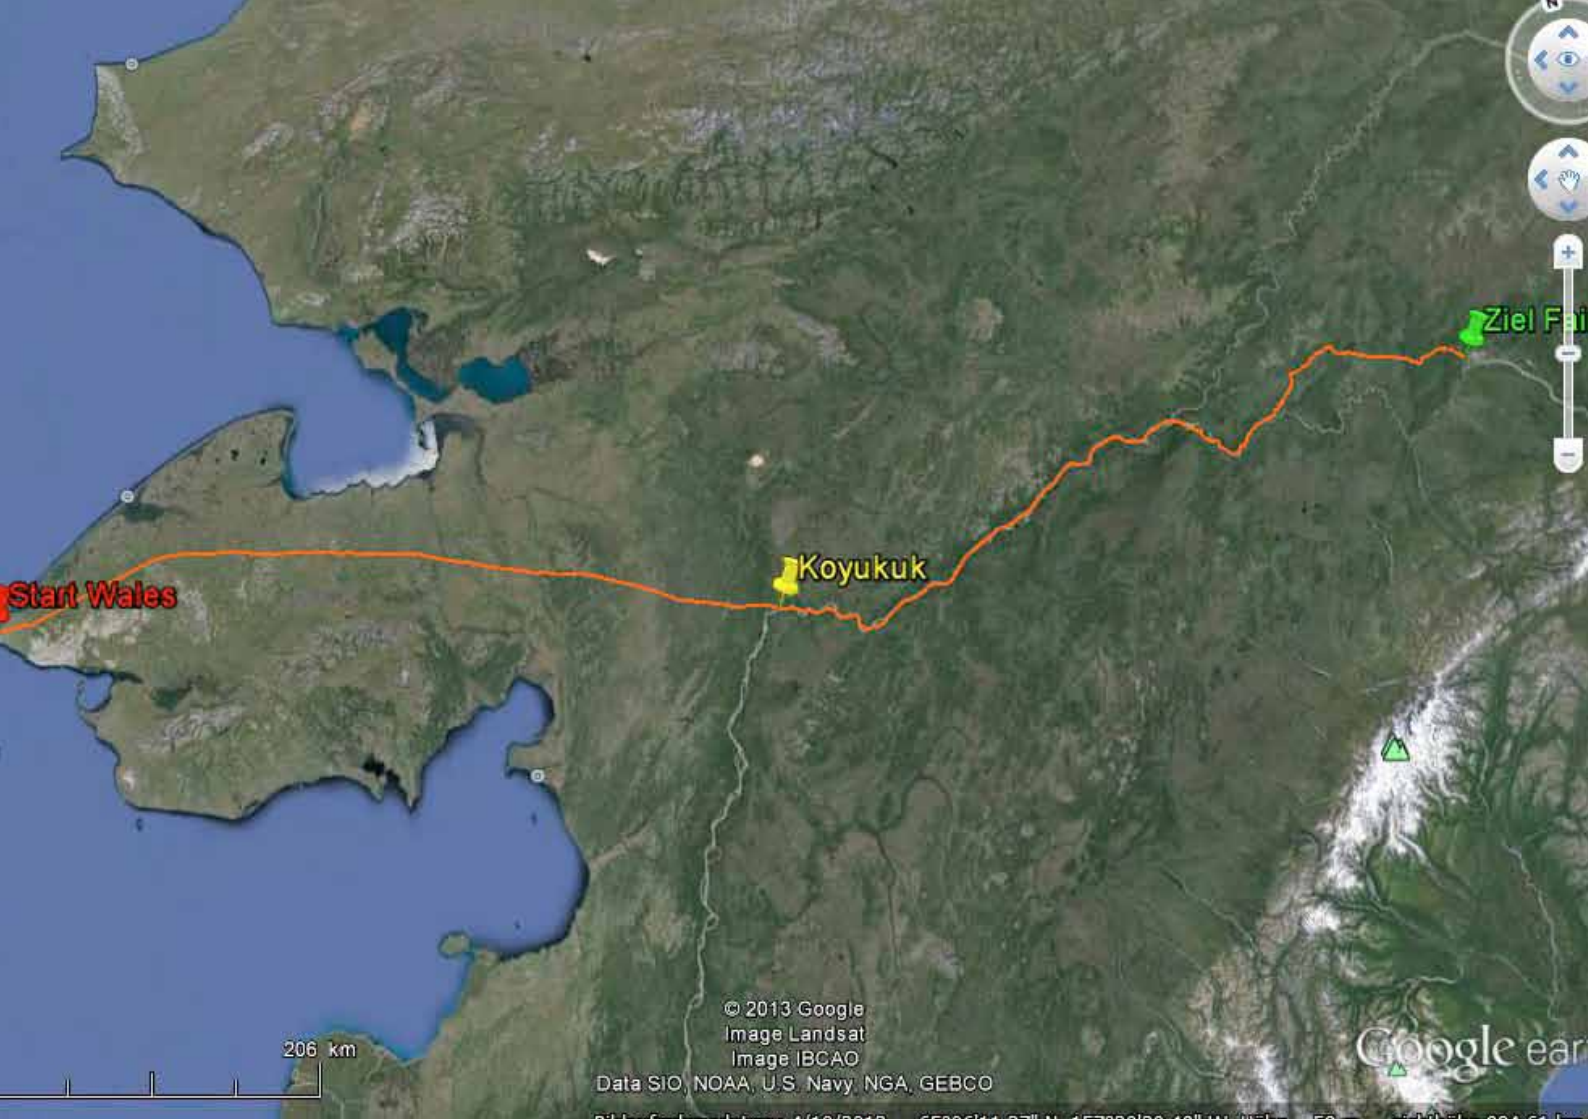 N
Ziel Fai
Koyukuk
Start Wales
206 km
© 2013 Google
Image Landsat
Image IBCAO
Data SIO, NOAA, U.S. Navy, NGA, GEBCO
Google ear